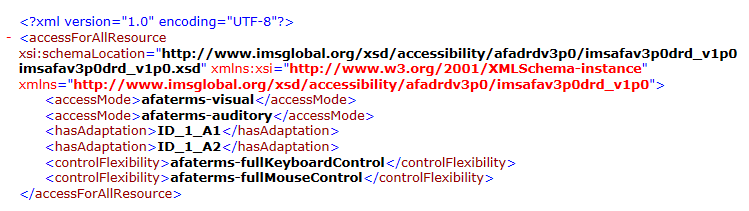 <?xml version="1.0" encoding="UTF-8"?>
- <accessForAllResource
xsi:schemaLocation="http://www.imsglobal.org/xsd/accessibility/afadrdv3p0/imsafav3p0drd_v1p0
imsafav3p0drd_v1p0.xsd" xmlns:xsi="http://www.w3.org/2001/XMLSchema-instance"
xmlns="http://www.imsglobal.org/xsd/accessibility/afadrdv3p0/imsafav3p0drd_v1p0">
<accessMode>afaterms-visual</accessMode>
<accessMode>afaterms-auditory</accessMode>
<hasAdaptation>ID_1_A1</hasAdaptation>
<hasAdaptation>ID_1_A2</hasAdaptation>
<controlFlexibility>afaterms-fullKeyboardControl</controlFlexibility>
<controlFlexibility>afaterms-fullMouseControl</controlFlexibility>
</accessForAllResource>